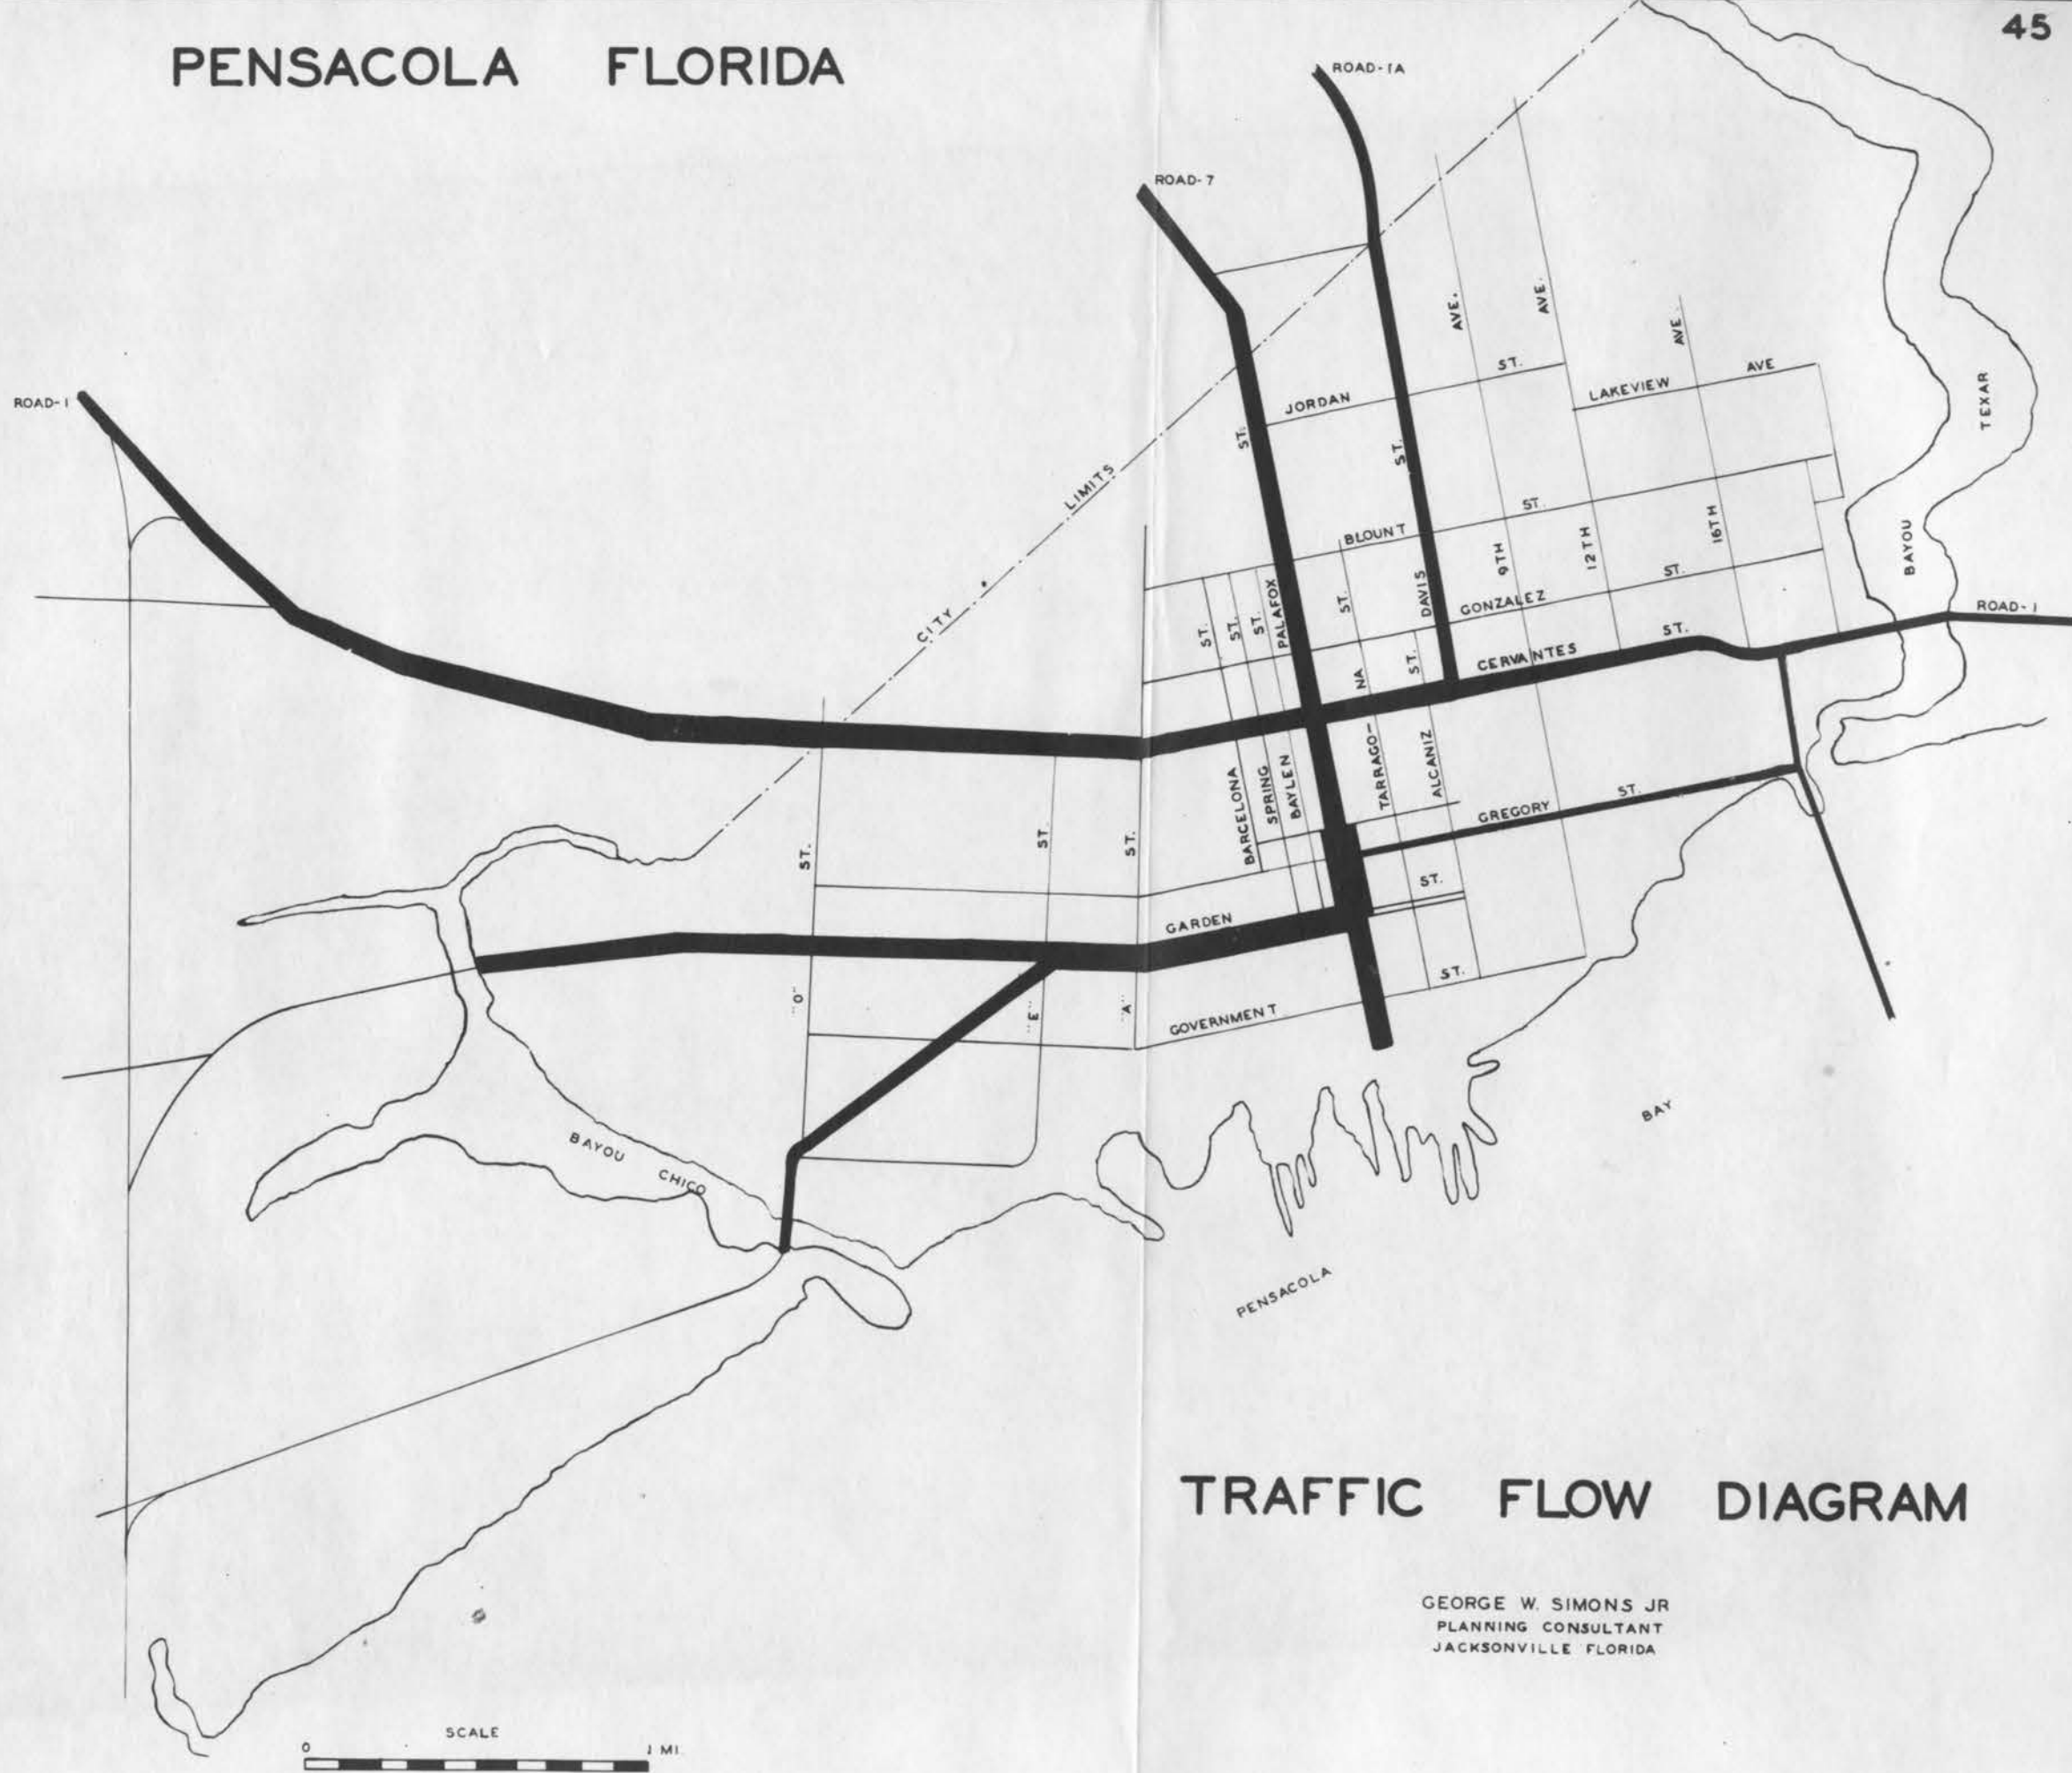 45
PENSACOLA FLORIDA
ROAD-1A
ROAD-7
ROAD-1
AVE.
AVE.
AVE.
JORDAN ST.
LAKEVIEW AVE
TEXAR
BAYOU
ST.
ST.
CITY LIMITS
BLOUNT ST.
9TH
12TH
16TH
PALAFOX
DAVIS
GONZALEZ ST.
ST.
ST.
ST.
ST.
ST.
CERVANTES ST.
ROAD-1
BARCELONA
SPRING
BAYLEN
TARRAGO-
NA
ALCANIZ
GREGORY ST.
ST.
ST.
ST.
GARDEN ST.
"O"
"E"
"A"
GOVERNMENT ST.
BAYOU CHICO
PENSACOLA BAY
TRAFFIC FLOW DIAGRAM
GEORGE W. SIMONS JR
PLANNING CONSULTANT
JACKSONVILLE FLORIDA
SCALE
0 1 MI.